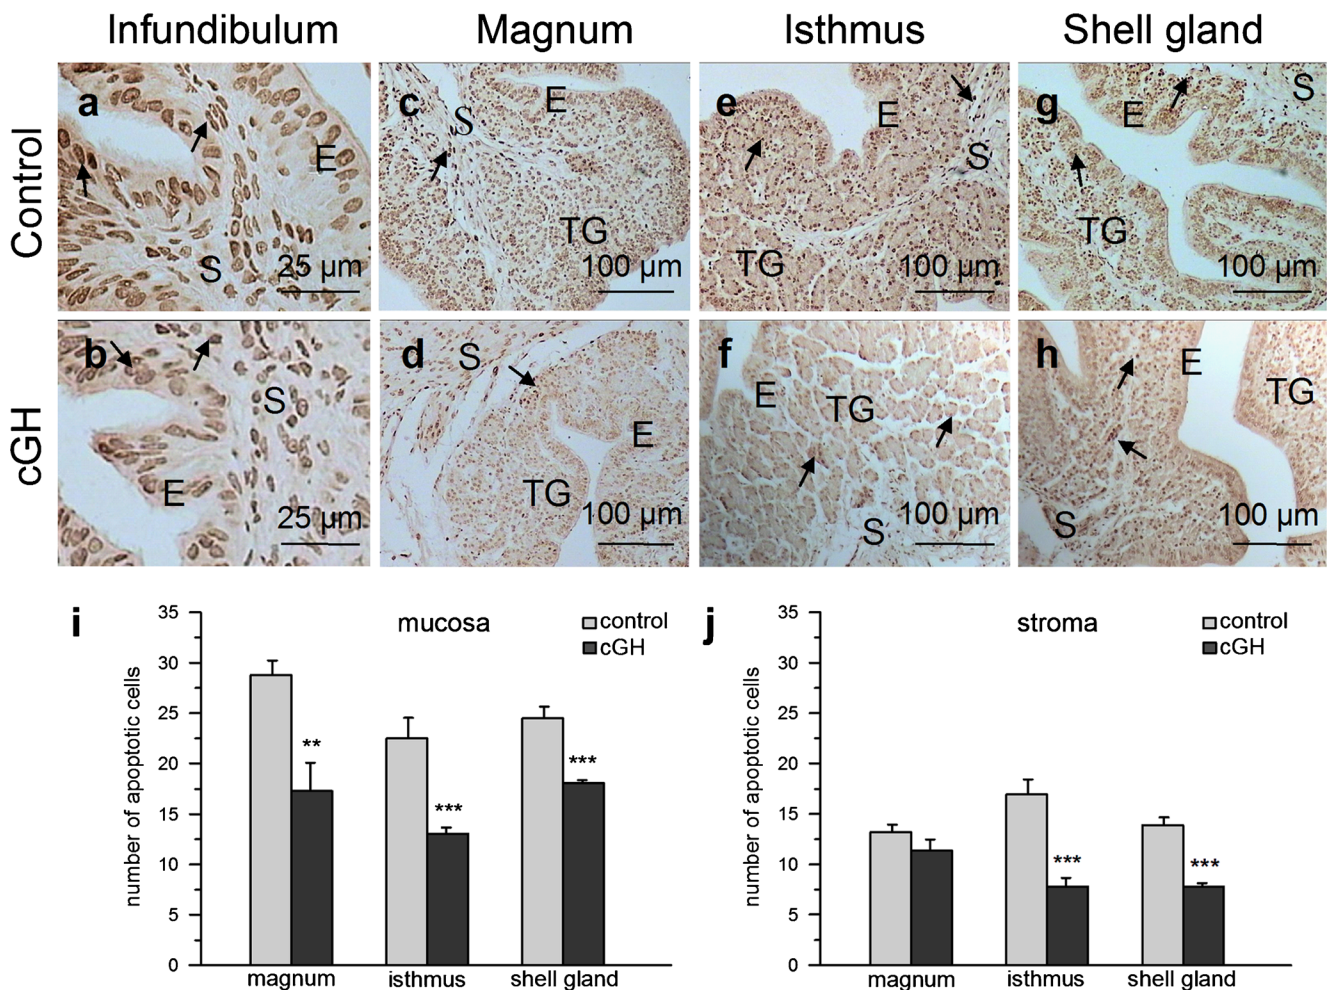 Infundibulum Magnum Isthmus Shell gland
Control
a E S 25 µm
c S E TG 100 µm
e E S TG 100 µm
g E S TG 100 µm
cGH
b S E 25 µm
d S E TG 100 µm
f E TG S 100 µm
h E TG S 100 µm
i
mucosa
control
cGH
number of apoptotic cells
35
30
25
20
15
10
5
0
**
***
***
magnum isthmus shell gland
j
stroma
control
cGH
number of apoptotic cells
35
30
25
20
15
10
5
0
***
***
magnum isthmus shell gland